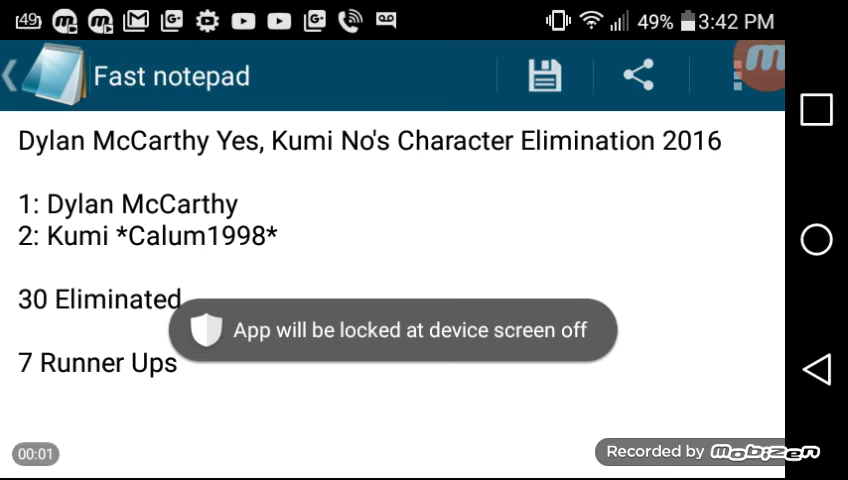 49 49% 3:42 PM
Fast notepad
Dylan McCarthy Yes, Kumi No's Character Elimination 2016
1: Dylan McCarthy
2: Kumi *Calum1998*
30 Eliminated
App will be locked at device screen off
7 Runner Ups
00:01
Recorded by mobizen